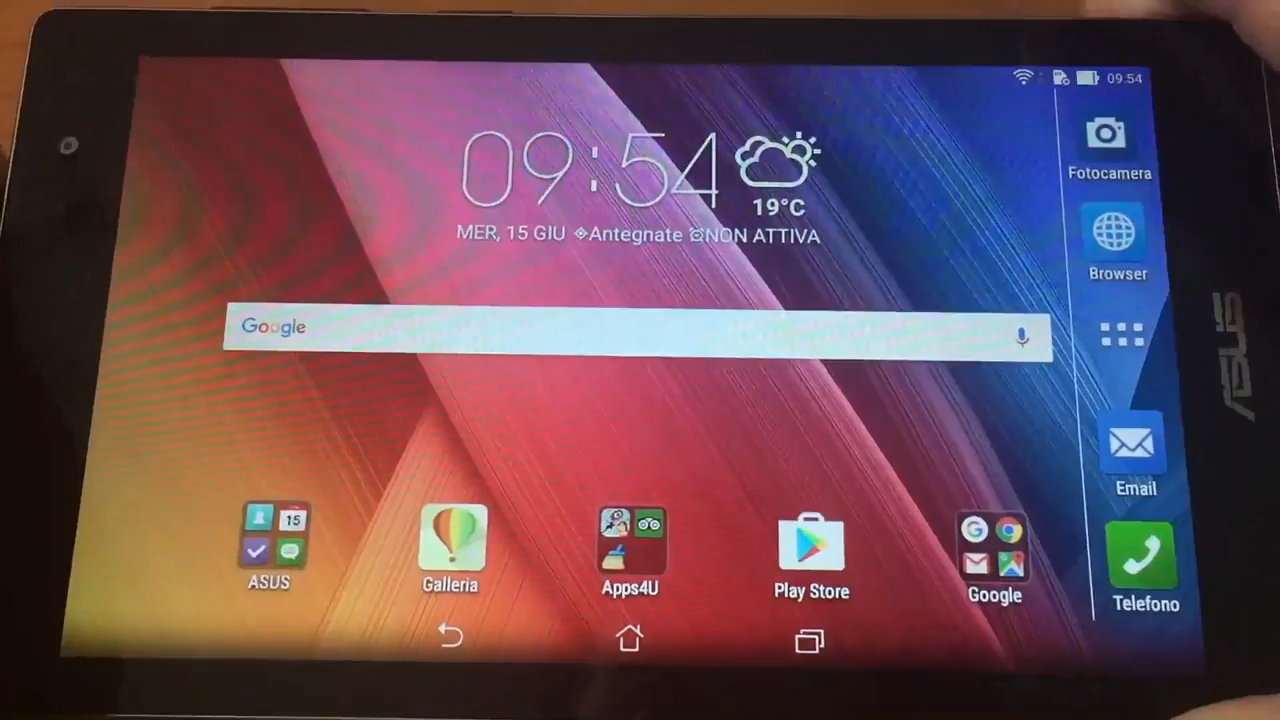 09:54
09:54
19°C
MER, 15 GIU Antegnate NON ATTIVA
Google
Fotocamera
Browser
Email
Telefono
15
ASUS
Galleria
Apps4U
Play Store
G
Google
ASUS